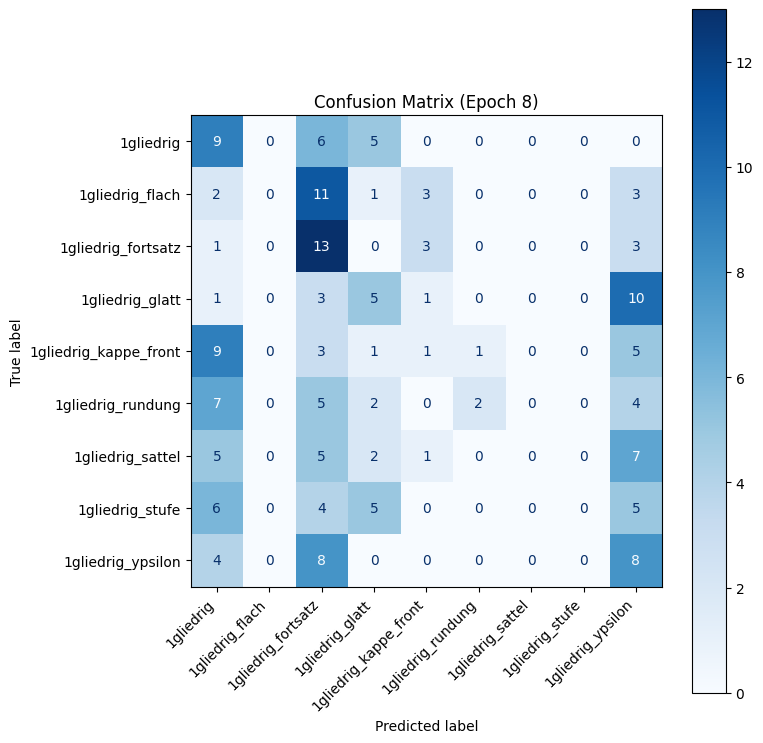 Confusion Matrix (Epoch 8)
1gliedrig 9 0 6 5 0 0 0 0 0
1gliedrig_flach 2 0 11 1 3 0 0 0 3
1gliedrig_fortsatz 1 0 13 0 3 0 0 0 3
1gliedrig_glatt 1 0 3 5 1 0 0 0 10
1gliedrig_kappe_front 9 0 3 1 1 1 0 0 5
1gliedrig_rundung 7 0 5 2 0 2 0 0 4
1gliedrig_sattel 5 0 5 2 1 0 0 0 7
1gliedrig_stufe 6 0 4 5 0 0 0 0 5
1gliedrig_ypsilon 4 0 8 0 0 0 0 0 8
True label
1gliedrig
1gliedrig_flach
1gliedrig_fortsatz
1gliedrig_glatt
1gliedrig_kappe_front
1gliedrig_rundung
1gliedrig_sattel
1gliedrig_stufe
1gliedrig_ypsilon
Predicted label
12
10
8
6
4
2
0